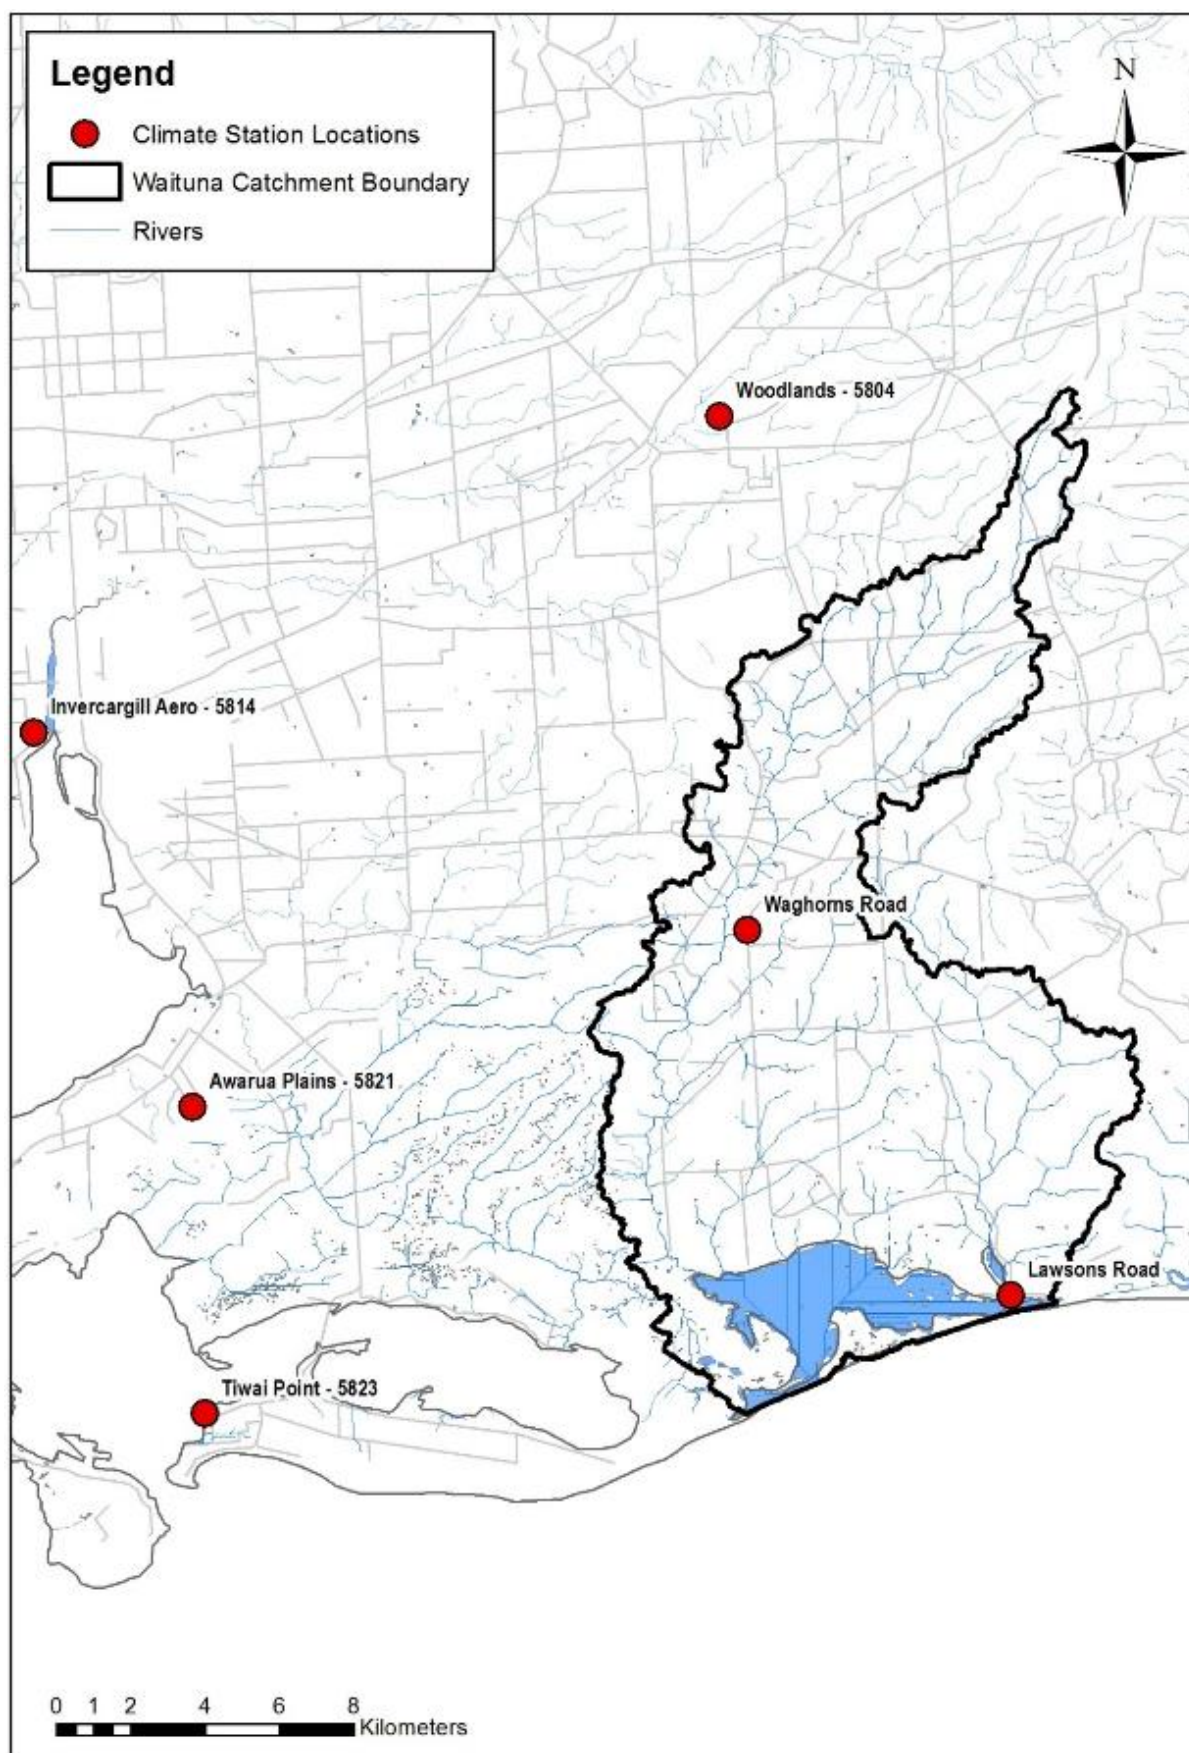 N
Legend
Climate Station Locations
Waituna Catchment Boundary
Rivers
Woodlands - 5804
Invercargill Aero - 5814
Waghorns Road
Awarua Plains - 5821
Lawsons Road
Tiwai Point - 5823
0 1 2 4 6 8
Kilometers